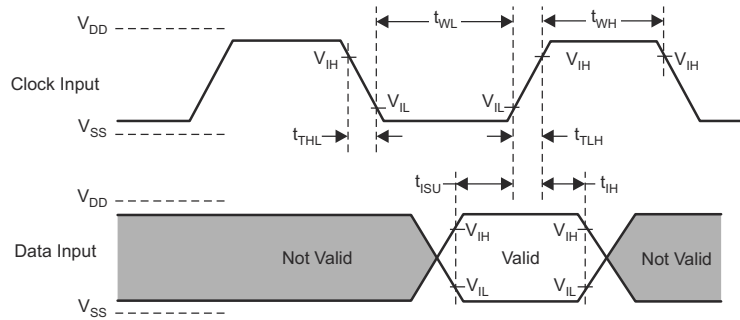 t_WL
t_WH
V_DD
V_IH
V_IH
V_IH
Clock Input
V_IL
V_IL
V_SS
t_THL
t_TLH
t_ISU
t_IH
V_DD
V_IH
V_IH
Data Input
Not Valid
Valid
Not Valid
V_IL
V_IL
V_SS